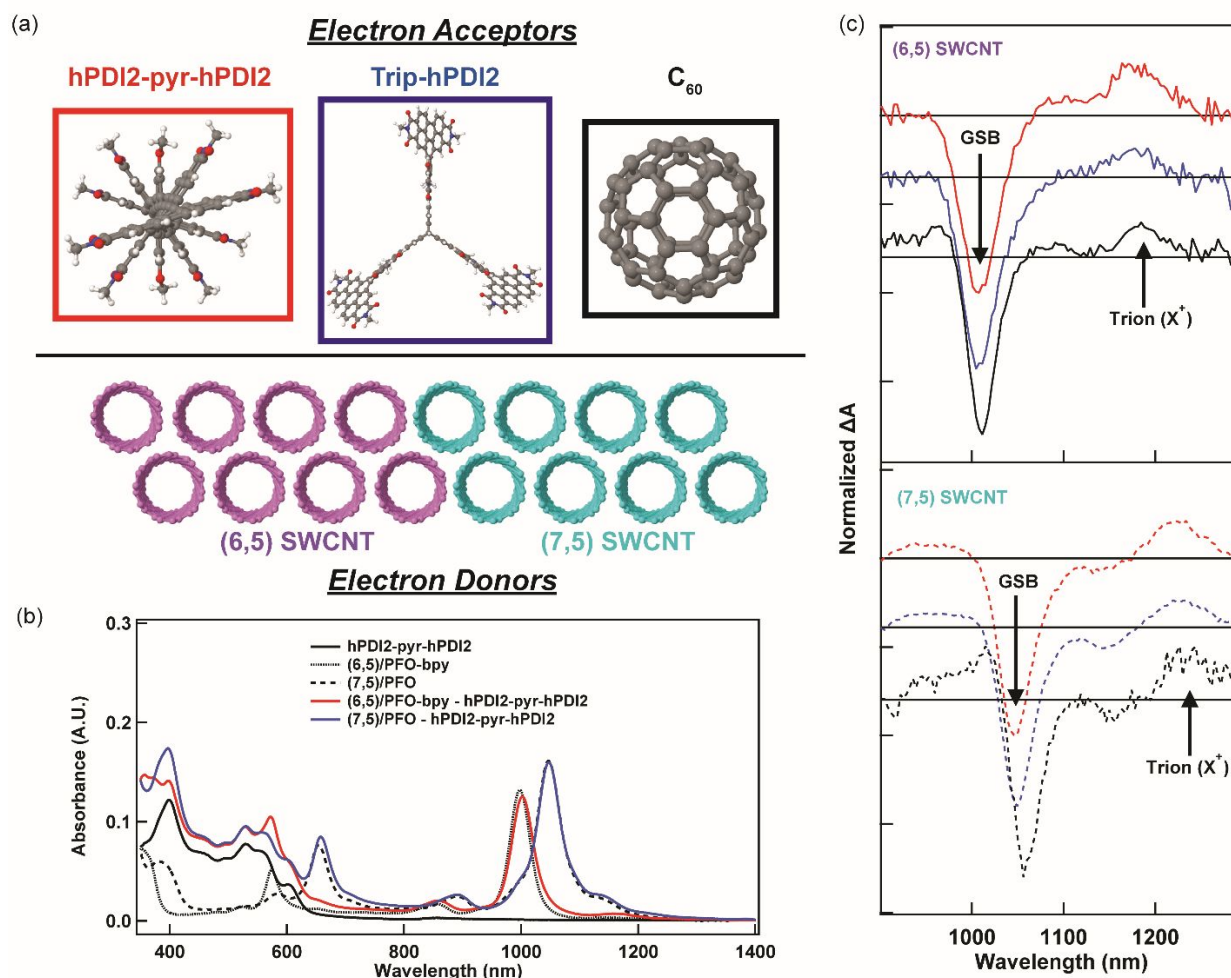 (a)
Electron Acceptors
hPDI2-pyr-hPDI2
Trip-hPDI2
C₆₀
(6,5) SWCNT
(7,5) SWCNT
Electron Donors
(b)
0.3
0.2
0.1
0.0
Absorbance (A.U.)
hPDI2-pyr-hPDI2
(6,5)/PFO-bpy
(7,5)/PFO
(6,5)/PFO-bpy - hPDI2-pyr-hPDI2
(7,5)/PFO - hPDI2-pyr-hPDI2
400
600
800
1000
1200
1400
Wavelength (nm)
(c)
(6,5) SWCNT
GSB
Trion (X⁺)
Normalized ΔA
(7,5) SWCNT
GSB
Trion (X⁺)
1000
1100
1200
Wavelength (nm)